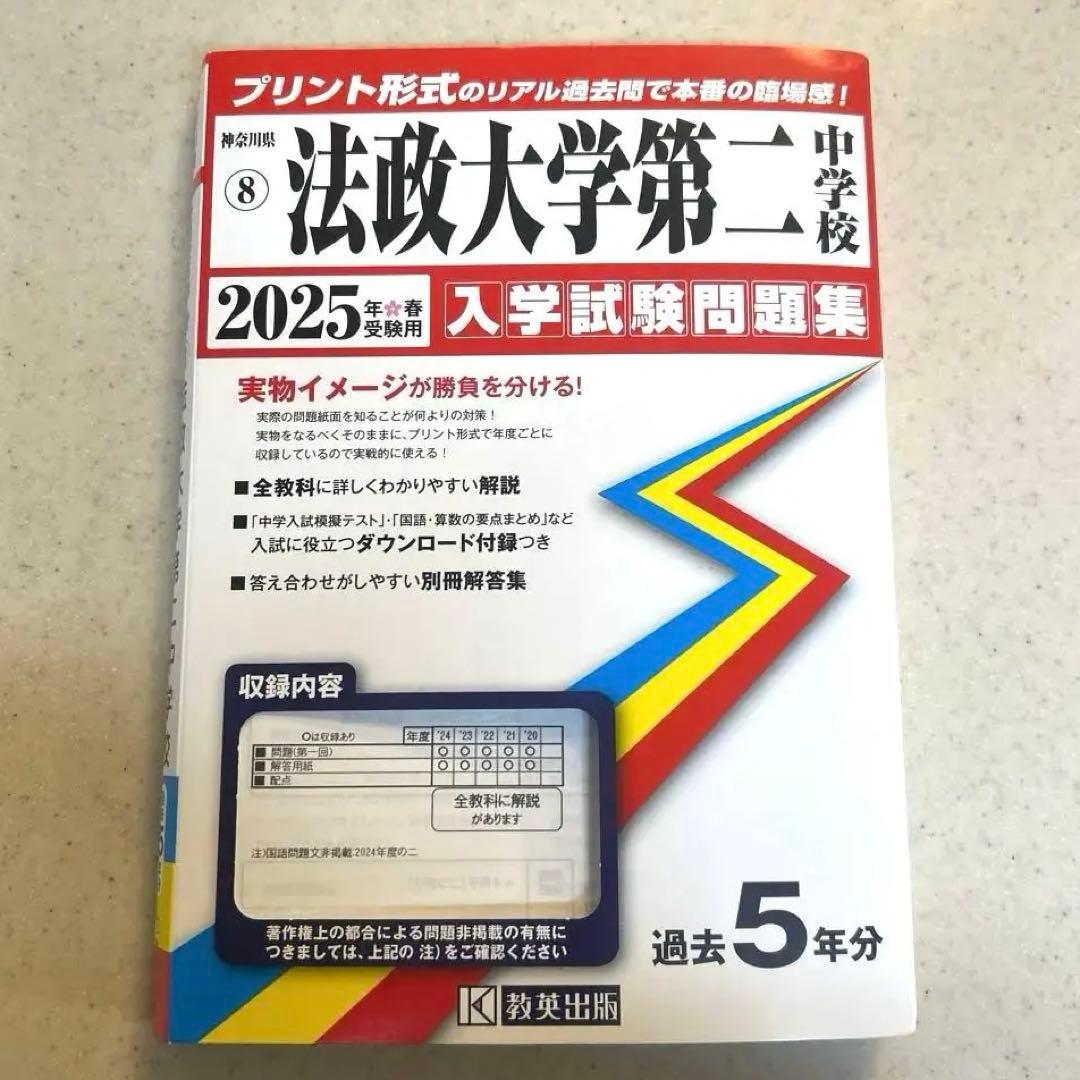 プリント形式のリアル過去問で本番の臨場感！
神奈川県
⑧
法政大学第二
中学校
2025年春受験用
入学試験問題集
実物イメージが勝負を分ける！
実際の問題紙面を知ることが何よりの対策！
実物をなるべくそのままに、プリント形式で年度ごとに
収録しているので実戦的に使える！
■全教科に詳しくわかりやすい解説
■「中学入試模擬テスト」・「国語・算数の要点まとめ」など
入試に役立つダウンロード付録つき
■答え合わせがしやすい別冊解答集
収録内容
○は収録あり 年度 '24 '23 '22 '21 '20
■ 問題(第一回) ○ ○ ○ ○ ○
■ 解答用紙 ○ ○ ○ ○ ○
■ 配点
全教科に解説
があります
注)国語問題文非掲載:2024年度の二
著作権上の都合による問題非掲載の有無に
つきましては、上記の 注）をご確認ください
過去5年分
教英出版